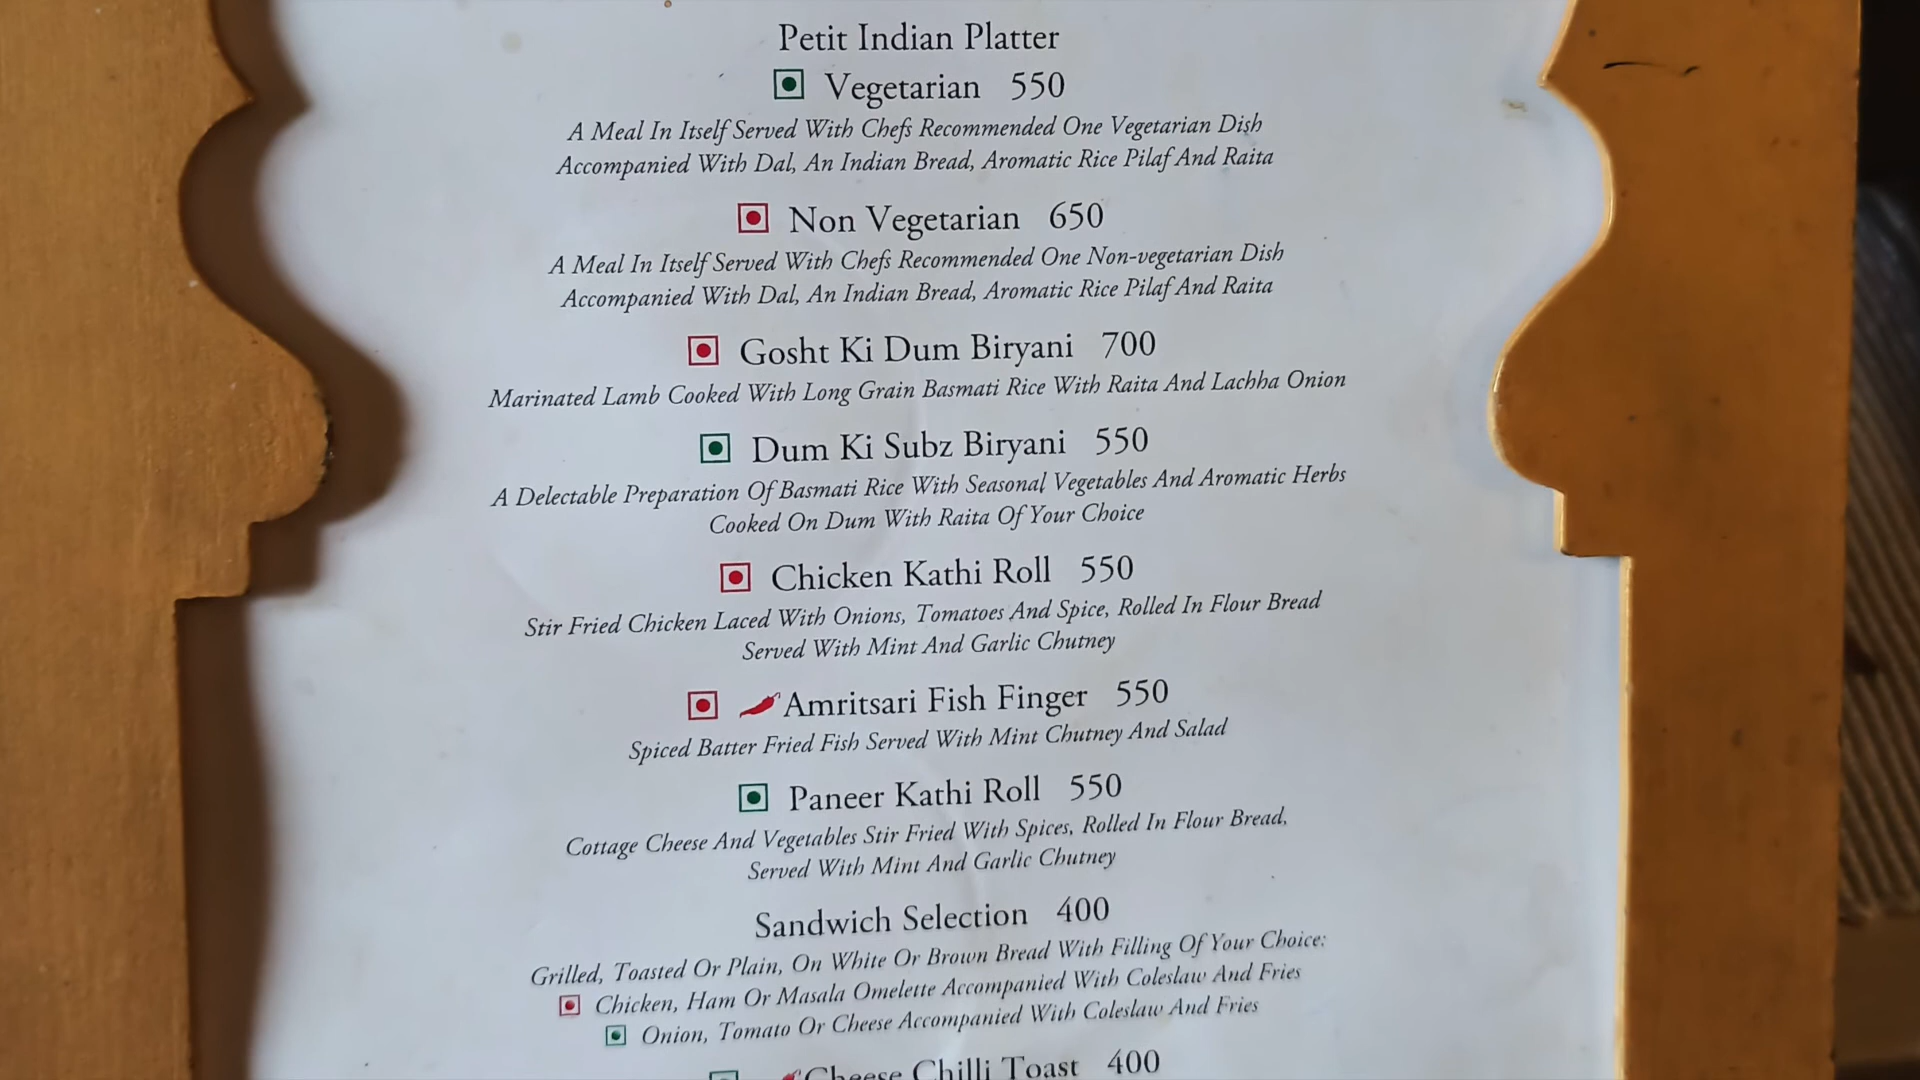 Petit Indian Platter
Vegetarian 550
A Meal In Itself Served With Chefs Recommended One Vegetarian Dish
Accompanied With Dal, An Indian Bread, Aromatic Rice Pilaf And Raita
Non Vegetarian 650
A Meal In Itself Served With Chefs Recommended One Non-vegetarian Dish
Accompanied With Dal, An Indian Bread, Aromatic Rice Pilaf And Raita
Gosht Ki Dum Biryani 700
Marinated Lamb Cooked With Long Grain Basmati Rice With Raita And Lachha Onion
Dum Ki Subz Biryani 550
A Delectable Preparation Of Basmati Rice With Seasonal Vegetables And Aromatic Herbs
Cooked On Dum With Raita Of Your Choice
Chicken Kathi Roll 550
Stir Fried Chicken Laced With Onions, Tomatoes And Spice, Rolled In Flour Bread
Served With Mint And Garlic Chutney
Amritsari Fish Finger 550
Spiced Batter Fried Fish Served With Mint Chutney And Salad
Paneer Kathi Roll 550
Cottage Cheese And Vegetables Stir Fried With Spices, Rolled In Flour Bread,
Served With Mint And Garlic Chutney
Sandwich Selection 400
Grilled, Toasted Or Plain, On White Or Brown Bread With Filling Of Your Choice:
Chicken, Ham Or Masala Omelette Accompanied With Coleslaw And Fries
Onion, Tomato Or Cheese Accompanied With Coleslaw And Fries
Cheese Chilli Toast 400